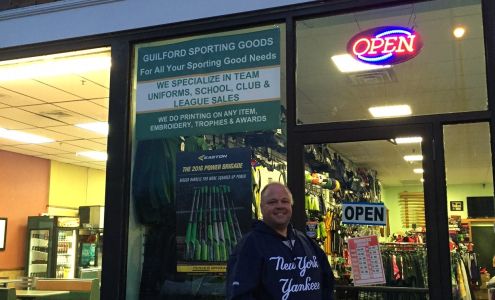 GUILFORD SPORTING GOODS
For All Your Sporting Good Needs
WE SPECIALIZE IN TEAM
UNIFORMS, SCHOOL, CLUB &
LEAGUE SALES
WE DO PRINTING ON ANY ITEM,
EMBROIDERY, TROPHIES & AWARDS
EASTON
THE 2016 POWER BRIGADE
OPEN
OPEN
New York
Yankees